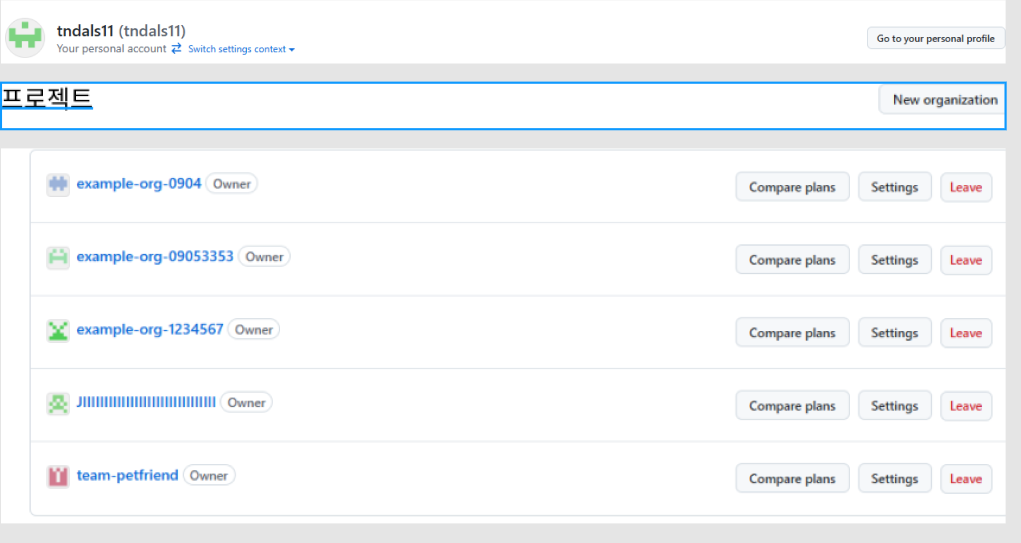 tndals11 (tndals11)
Your personal account Switch settings context
Go to your personal profile
프로젝트
New organization
example-org-0904 Owner Compare plans Settings Leave
example-org-09053353 Owner Compare plans Settings Leave
example-org-1234567 Owner Compare plans Settings Leave
Owner Compare plans Settings Leave
team-petfriend Owner Compare plans Settings Leave